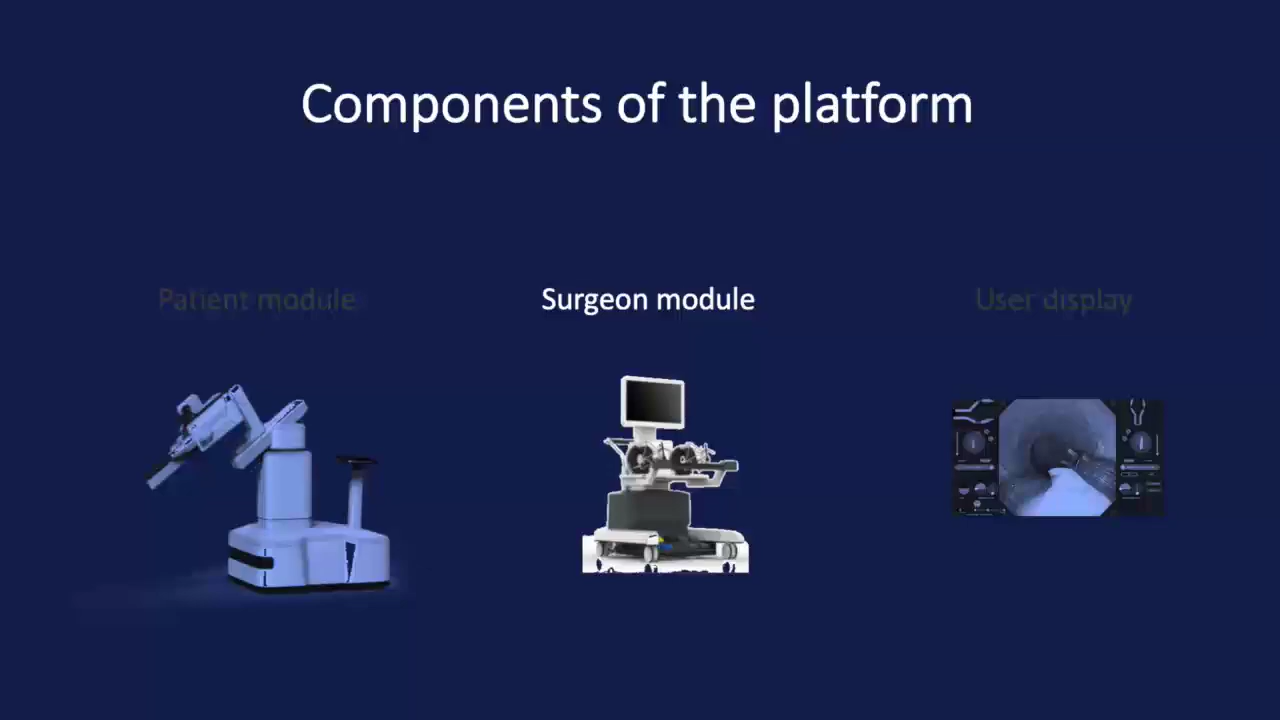 Components of the platform
Patient module
Surgeon module
User display